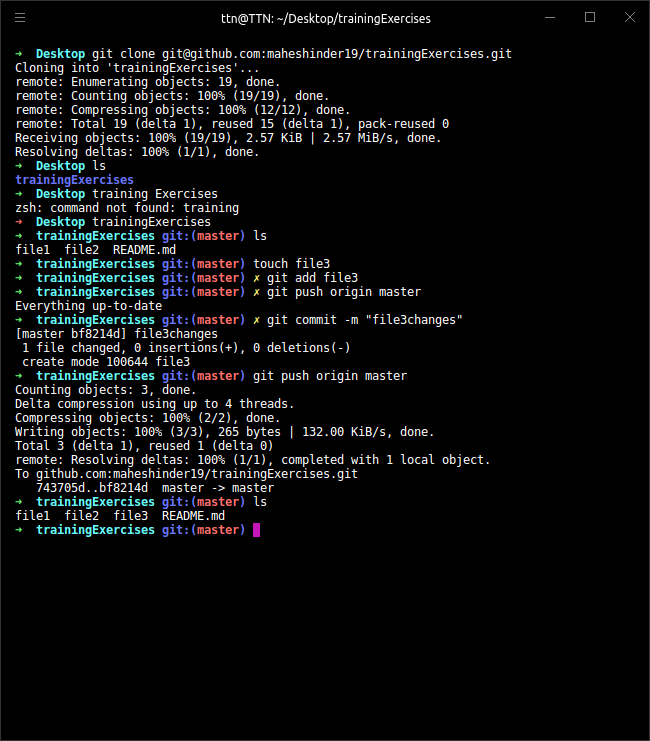 ttn@TTN: ~/Desktop/trainingExercises
➜  Desktop git clone git@github.com:maheshinder19/trainingExercises.git
Cloning into 'trainingExercises'...
remote: Enumerating objects: 19, done.
remote: Counting objects: 100% (19/19), done.
remote: Compressing objects: 100% (12/12), done.
remote: Total 19 (delta 1), reused 15 (delta 1), pack-reused 0
Receiving objects: 100% (19/19), 2.57 KiB | 2.57 MiB/s, done.
Resolving deltas: 100% (1/1), done.
➜  Desktop ls
trainingExercises
➜  Desktop training Exercises
zsh: command not found: training
➜  Desktop trainingExercises
➜  trainingExercises git:(master) ls
file1  file2  README.md
➜  trainingExercises git:(master) touch file3
➜  trainingExercises git:(master) ✗ git add file3
➜  trainingExercises git:(master) ✗ git push origin master
Everything up-to-date
➜  trainingExercises git:(master) ✗ git commit -m "file3changes"
[master bf8214d] file3changes
 1 file changed, 0 insertions(+), 0 deletions(-)
 create mode 100644 file3
➜  trainingExercises git:(master) git push origin master
Counting objects: 3, done.
Delta compression using up to 4 threads.
Compressing objects: 100% (2/2), done.
Writing objects: 100% (3/3), 265 bytes | 132.00 KiB/s, done.
Total 3 (delta 1), reused 1 (delta 0)
remote: Resolving deltas: 100% (1/1), completed with 1 local object.
To github.com:maheshinder19/trainingExercises.git
   743705d..bf8214d  master -> master
➜  trainingExercises git:(master) ls
file1  file2  file3  README.md
➜  trainingExercises git:(master)